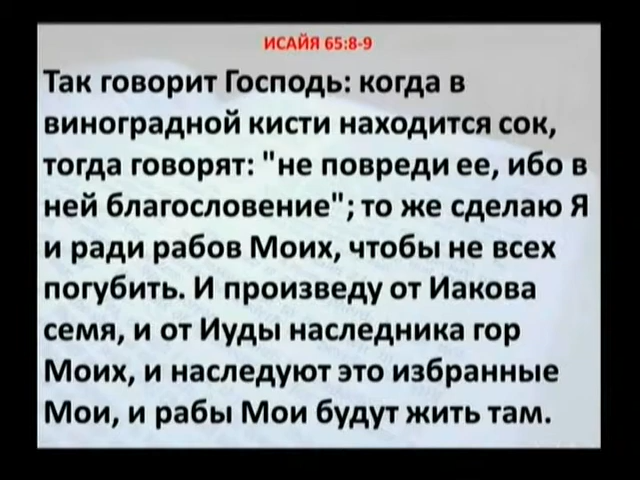 ИСАЙЯ 65:8-9
Так говорит Господь: когда в
виноградной кисти находится сок,
тогда говорят: "не повреди ее, ибо в
ней благословение"; то же сделаю Я
и ради рабов Моих, чтобы не всех
погубить. И произведу от Иакова
семя, и от Иуды наследника гор
Моих, и наследуют это избранные
Мои, и рабы Мои будут жить там.